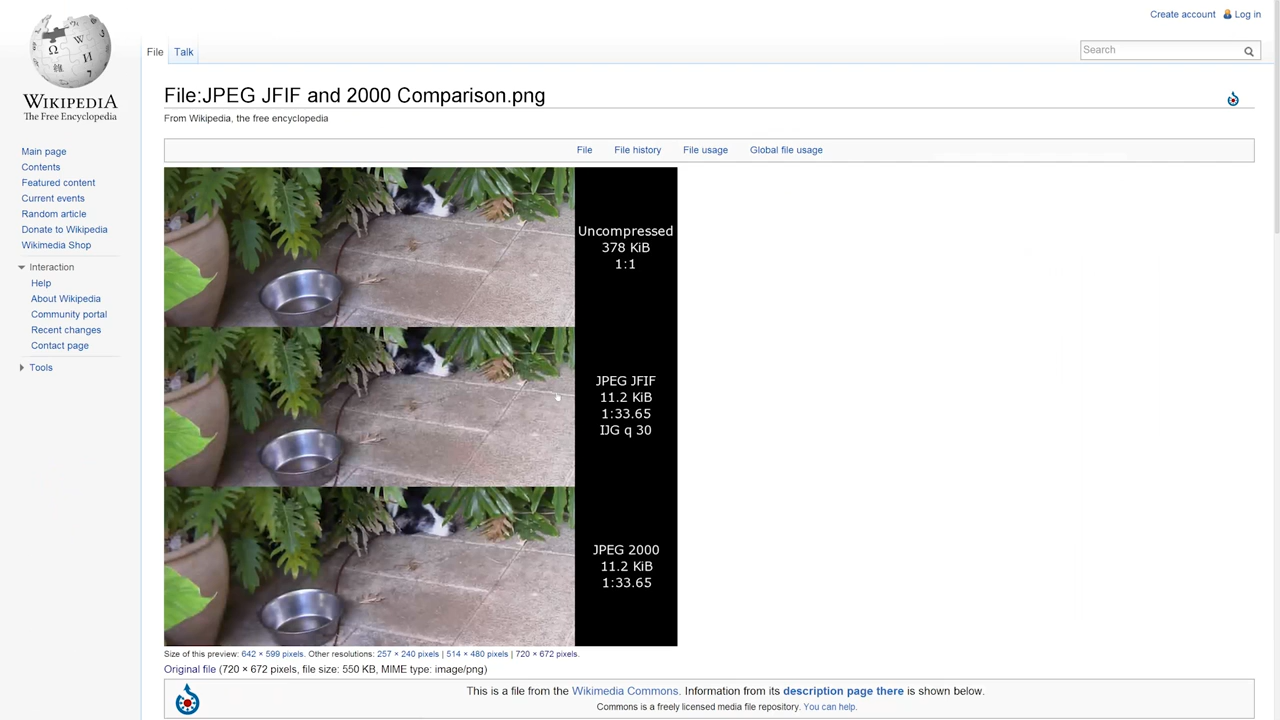 Create account Log in
File Talk
Search
WIKIPEDIA
The Free Encyclopedia
File:JPEG JFIF and 2000 Comparison.png
From Wikipedia, the free encyclopedia
Main page
Contents
Featured content
Current events
Random article
Donate to Wikipedia
Wikimedia Shop
Interaction
Help
About Wikipedia
Community portal
Recent changes
Contact page
Tools
File File history File usage Global file usage
Uncompressed
378 KiB
1:1
JPEG JFIF
11.2 KiB
1:33.65
IJG q 30
JPEG 2000
11.2 KiB
1:33.65
Size of this preview: 642 × 599 pixels. Other resolutions: 257 × 240 pixels | 514 × 480 pixels | 720 × 672 pixels.
Original file (720 × 672 pixels, file size: 550 KB, MIME type: image/png)
This is a file from the Wikimedia Commons. Information from its description page there is shown below.
Commons is a freely licensed media file repository. You can help.